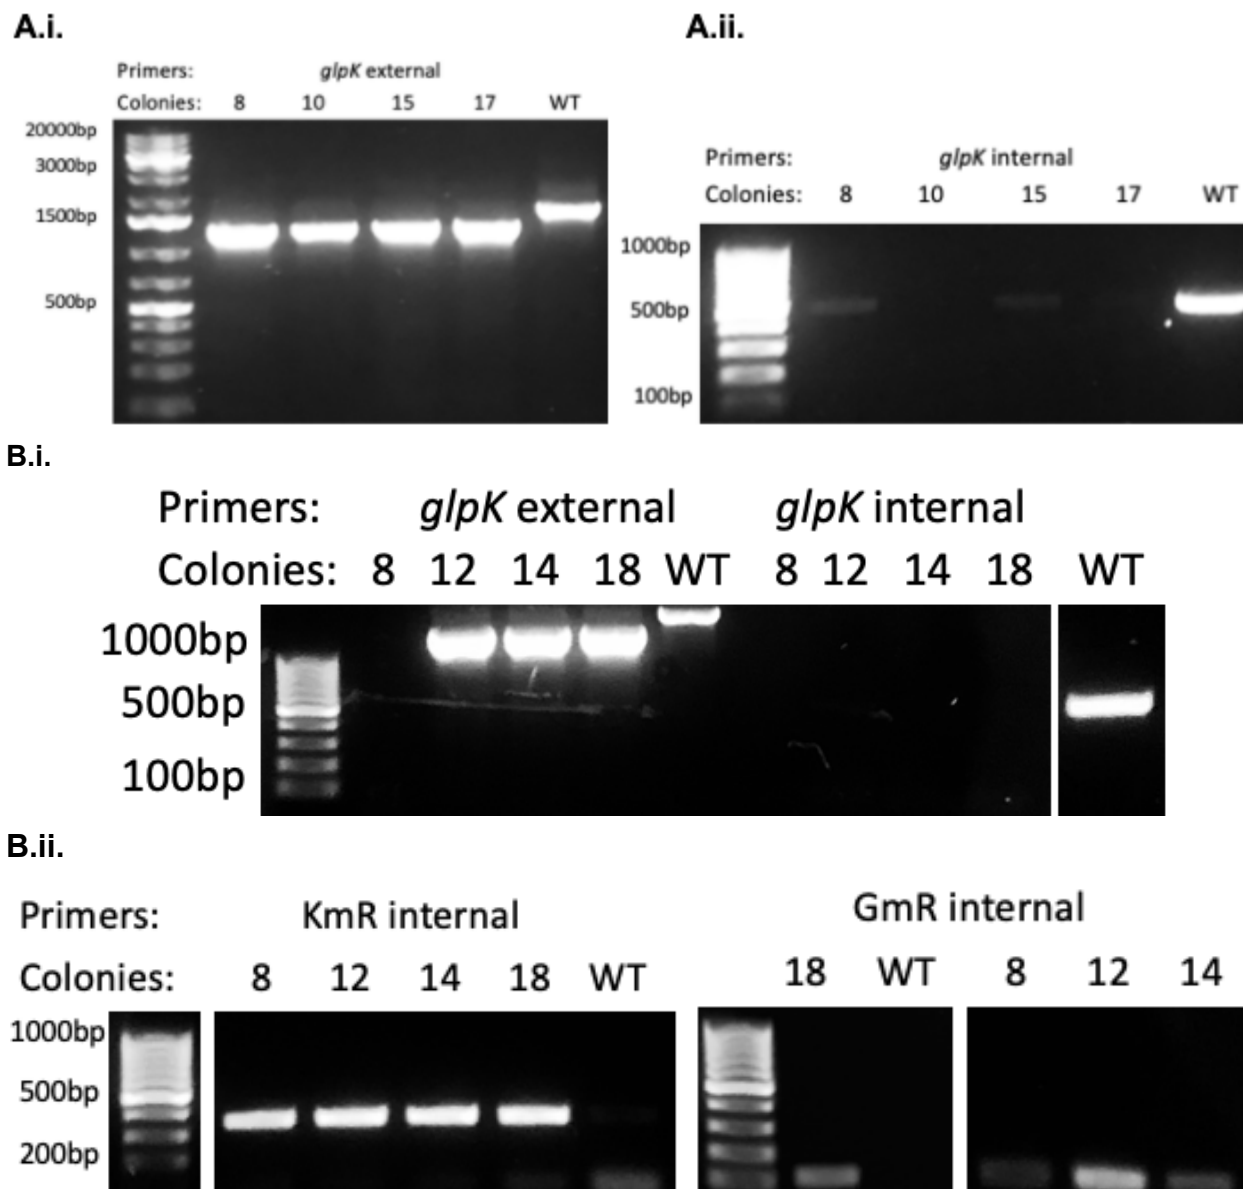 A.i.
Primers: glpK external
Colonies: 8 10 15 17 WT
20000bp
3000bp
1500bp
500bp
A.ii.
Primers: glpK internal
Colonies: 8 10 15 17 WT
1000bp
500bp
100bp
B.i.
Primers: glpK external glpK internal
Colonies: 8 12 14 18 WT 8 12 14 18 WT
1000bp
500bp
100bp
B.ii.
Primers: KmR internal GmR internal
Colonies: 8 12 14 18 WT 18 WT 8 12 14
1000bp
500bp
200bp